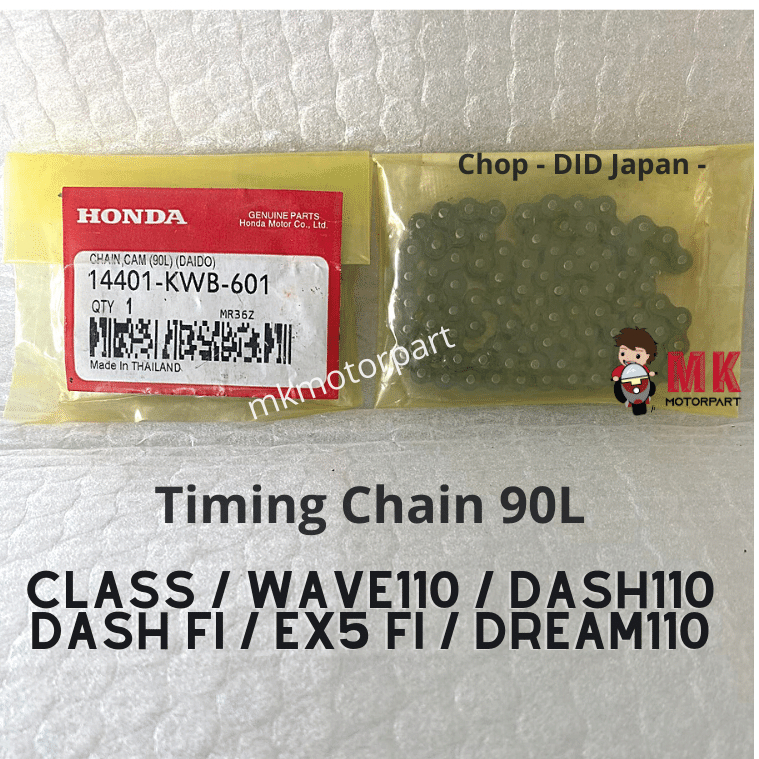 Chop - DID Japan -
HONDA
GENUINE PARTS
Honda Motor Co., Ltd.
CHAIN,CAM (90L) (DAIDO)
14401-KWB-601
QTY 1
MR36Z
Made In THAILAND
mkmotorpart
MK
MOTORPART
Timing Chain 90L
CLASS / WAVE110 / DASH110
DASH FI / EX5 FI / DREAM110